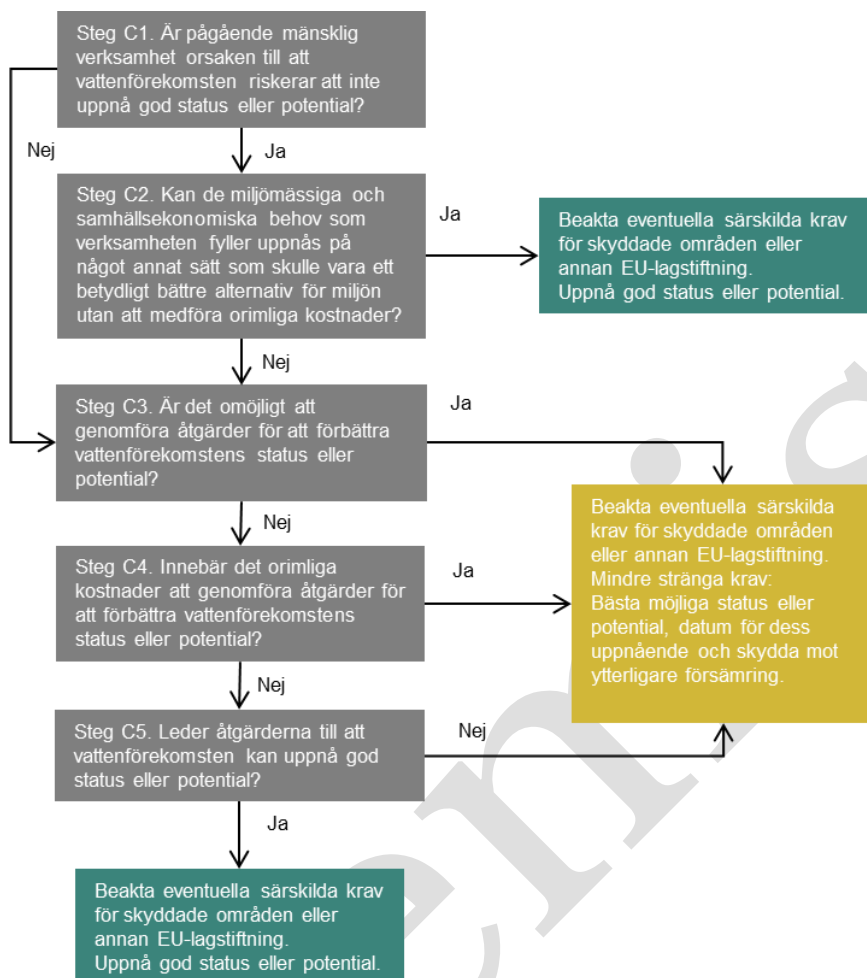 Steg C1. Är pågående mänsklig
verksamhet orsaken till att
vattenförekomsten riskerar att inte
uppnå god status eller potential?
Nej
Ja
Steg C2. Kan de miljömässiga och
samhällsekonomiska behov som
verksamheten fyller uppnås på
något annat sätt som skulle vara ett
betydligt bättre alternativ för miljön
utan att medföra orimliga kostnader?
Ja
Beakta eventuella särskilda krav
för skyddade områden eller
annan EU-lagstiftning.
Uppnå god status eller potential.
Nej
Steg C3. Är det omöjligt att
genomföra åtgärder för att förbättra
vattenförekomstens status eller
potential?
Ja
Nej
Steg C4. Innebär det orimliga
kostnader att genomföra åtgärder för
att förbättra vattenförekomstens
status eller potential?
Ja
Beakta eventuella särskilda
krav för skyddade områden
eller annan EU-lagstiftning.
Mindre stränga krav:
Bästa möjliga status eller
potential, datum för dess
uppnående och skydda mot
ytterligare försämring.
Nej
Steg C5. Leder åtgärderna till att
vattenförekomsten kan uppnå god
status eller potential?
Nej
Ja
Beakta eventuella särskilda krav
för skyddade områden eller
annan EU-lagstiftning.
Uppnå god status eller potential.